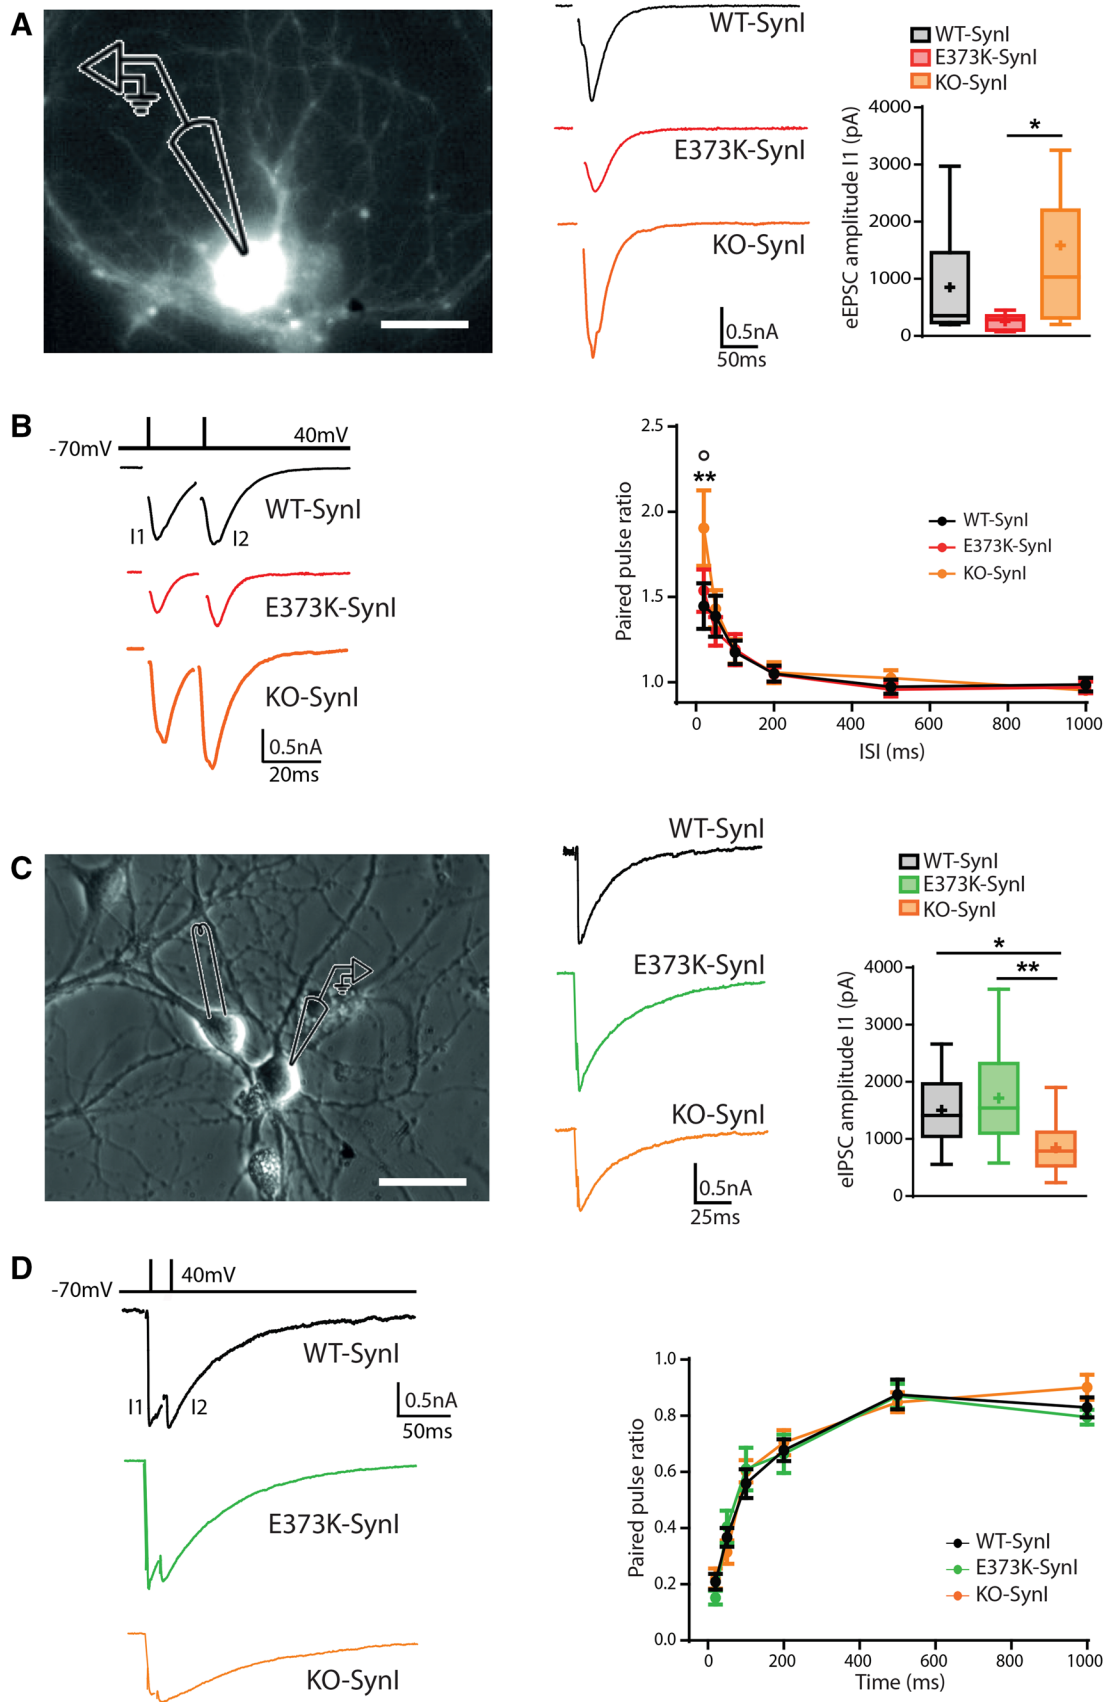 A
WT-SynI
E373K-SynI
KO-SynI
0.5nA
50ms
WT-SynI
E373K-SynI
KO-SynI
eEPSC amplitude I1 (pA)
4000
3000
2000
1000
0
*
B
-70mV
40mV
WT-SynI
I1
I2
E373K-SynI
KO-SynI
0.5nA
20ms
Paired pulse ratio
2.5
2.0
1.5
1.0
**
WT-SynI
E373K-SynI
KO-SynI
0 200 400 600 800 1000
ISI (ms)
C
WT-SynI
E373K-SynI
KO-SynI
0.5nA
25ms
WT-SynI
E373K-SynI
KO-SynI
eIPSC amplitude I1 (pA)
4000
3000
2000
1000
0
*
**
D
-70mV
40mV
WT-SynI
I1
I2
0.5nA
50ms
E373K-SynI
KO-SynI
Paired pulse ratio
1.0
0.8
0.6
0.4
0.2
0.0
WT-SynI
E373K-SynI
KO-SynI
0 200 400 600 800 1000
Time (ms)